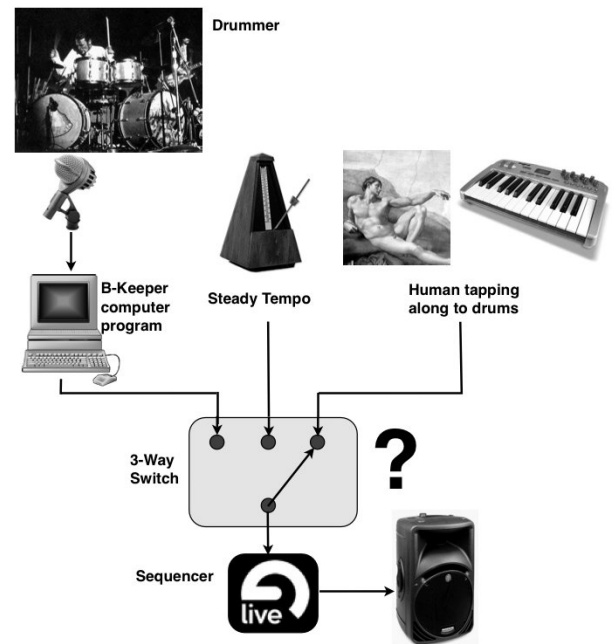 Drummer
B-Keeper
computer
program
Steady Tempo
Human tapping
along to drums
3-Way
Switch
?
Sequencer
live